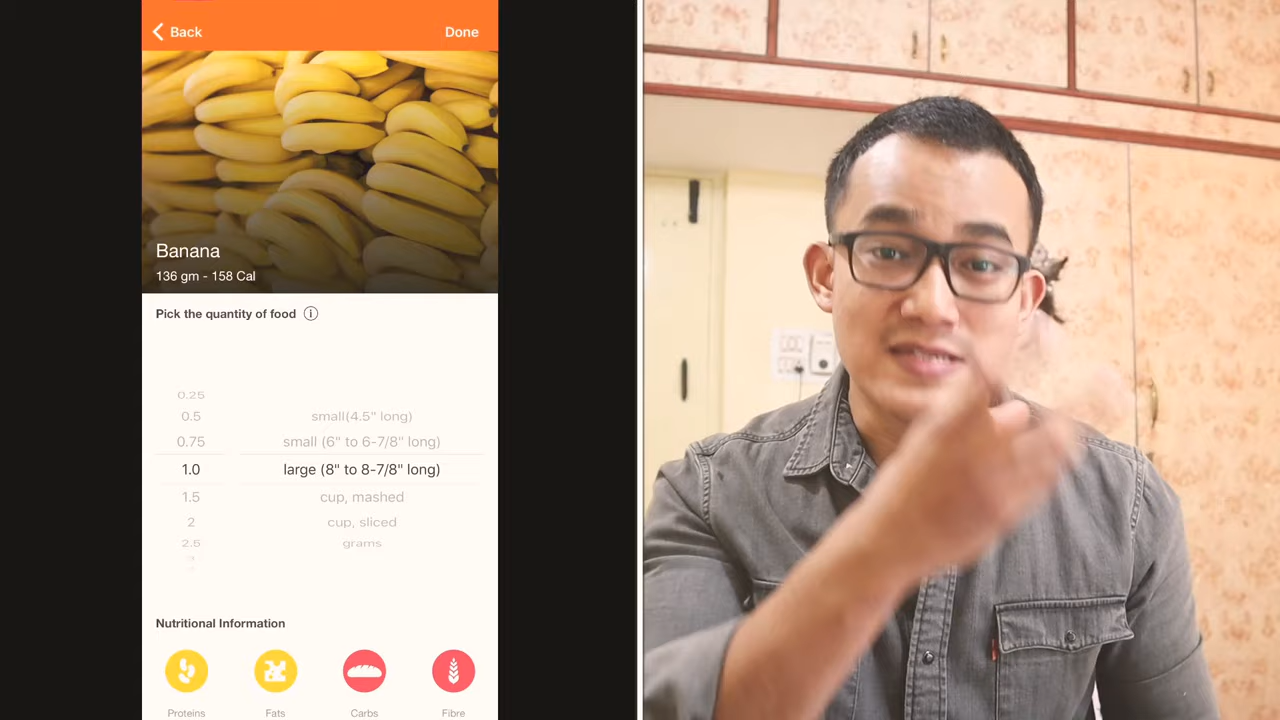 Back
Done
Banana
136 gm - 158 Cal
Pick the quantity of food
0.25
0.5 small(4.5" long)
0.75 small (6" to 6-7/8" long)
1.0 large (8" to 8-7/8" long)
1.5 cup, mashed
2 cup, sliced
2.5 grams
Nutritional Information
Proteins Fats Carbs Fibre